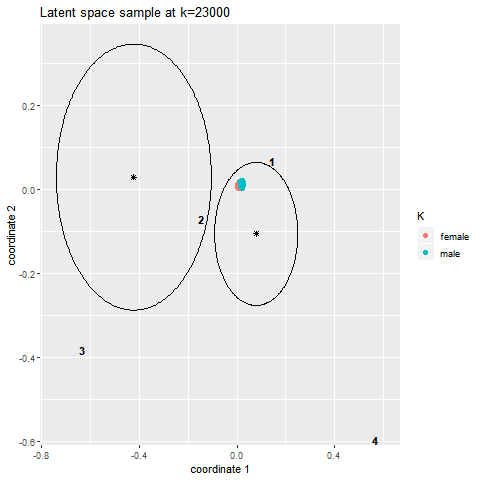 Latent space sample at k=23000
coordinate 2
0.2
0.0
-0.2
-0.4
-0.6
1
2
3
4
-0.8
-0.4
0.0
0.4
coordinate 1
K
female
male